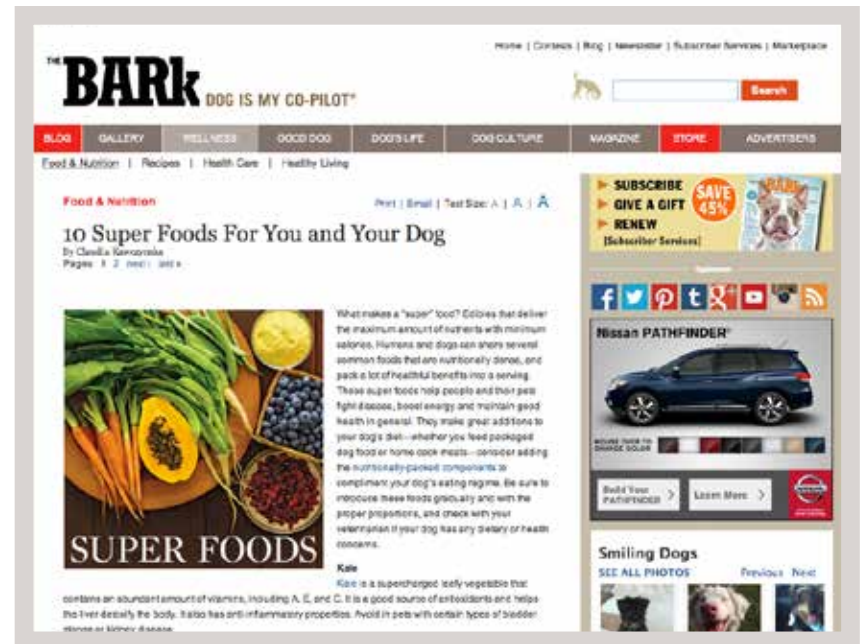 Home | Contests | Blog | Newsletter | Subscriber Services | Marketplace
THE BARk DOG IS MY CO-PILOT®
Search
BLOG GALLERY WELLNESS GOOD DOG DOG'S LIFE DOG CULTURE MAGAZINE STORE ADVERTISERS
Food & Nutrition | Recipes | Health Care | Healthy Living
Food & Nutrition
Print | Email | Text Size: A | A | A
10 Super Foods For You and Your Dog
By Claudia Kawczynska
Pages 1 2 next › last »
SUPER FOODS
What makes a "super" food? Edibles that deliver
the maximum amount of nutrients with minimum
calories. Humans and dogs can share several
common foods that are nutritionally dense, and
pack a lot of healthful benefits into a serving.
These super foods help people and their pets
fight disease, boost energy and maintain good
health in general. They make great additions to
your dog's diet—whether you feed packaged
dog food or home cook meals—consider adding
the nutritionally-packed components to
compliment your dog's eating regime. Be sure to
introduce these foods gradually and with the
proper proportions, and check with your
veterinarian if your dog has any dietary or health
concerns.
Kale
Kale is a supercharged leafy vegetable that
contains an abundant amount of vitamins, including A, E, and C. It is a good source of antioxidants and helps
the liver detoxify the body. It also has anti-inflammatory properties. Avoid in pets with certain types of bladder
stones or kidney disease.
SUBSCRIBE
GIVE A GIFT
RENEW
[Subscriber Services]
SAVE 45%
Nissan PATHFINDER®
MOUSE OVER TO
CHANGE COLOR
Build Your
PATHFINDER
Learn More
Smiling Dogs
SEE ALL PHOTOS Previous Next